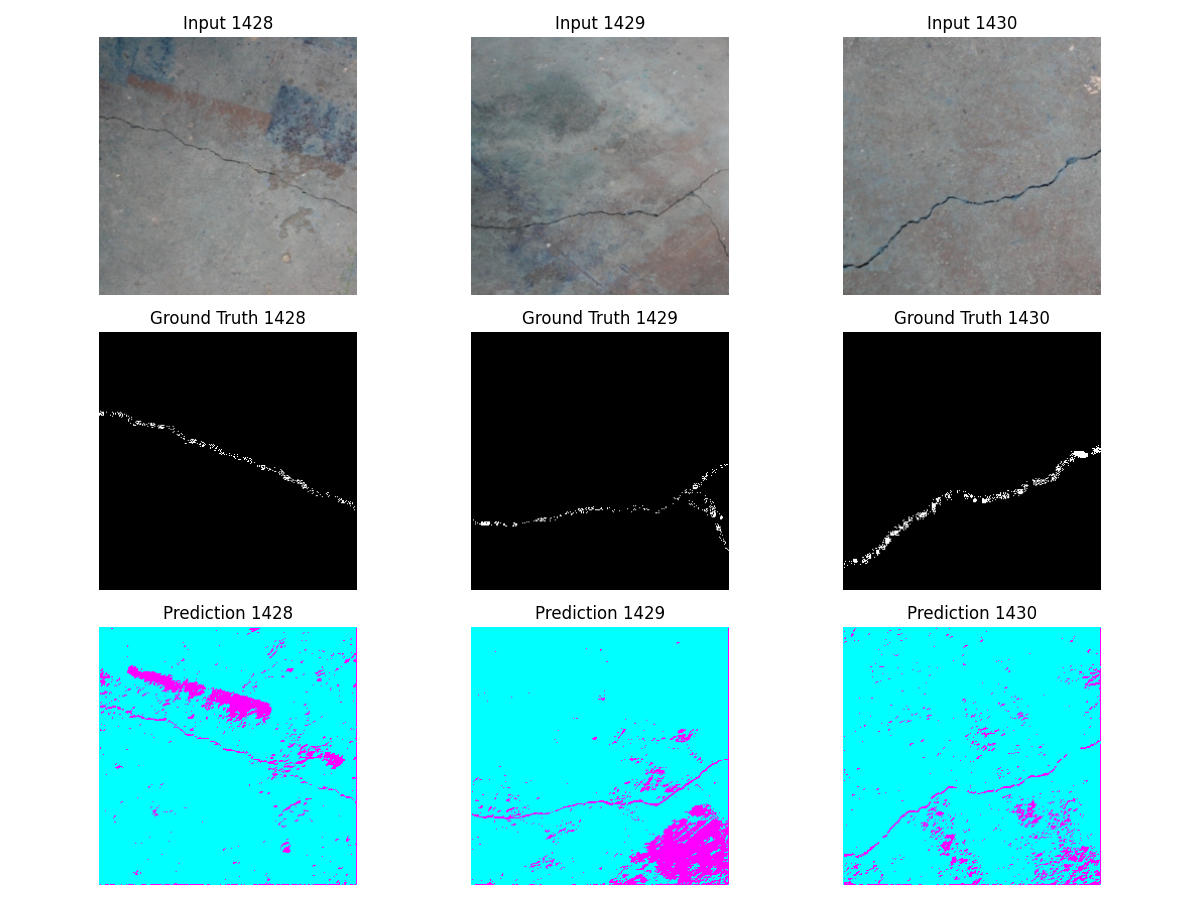 Input 1428
Input 1429
Input 1430
Ground Truth 1428
Ground Truth 1429
Ground Truth 1430
Prediction 1428
Prediction 1429
Prediction 1430